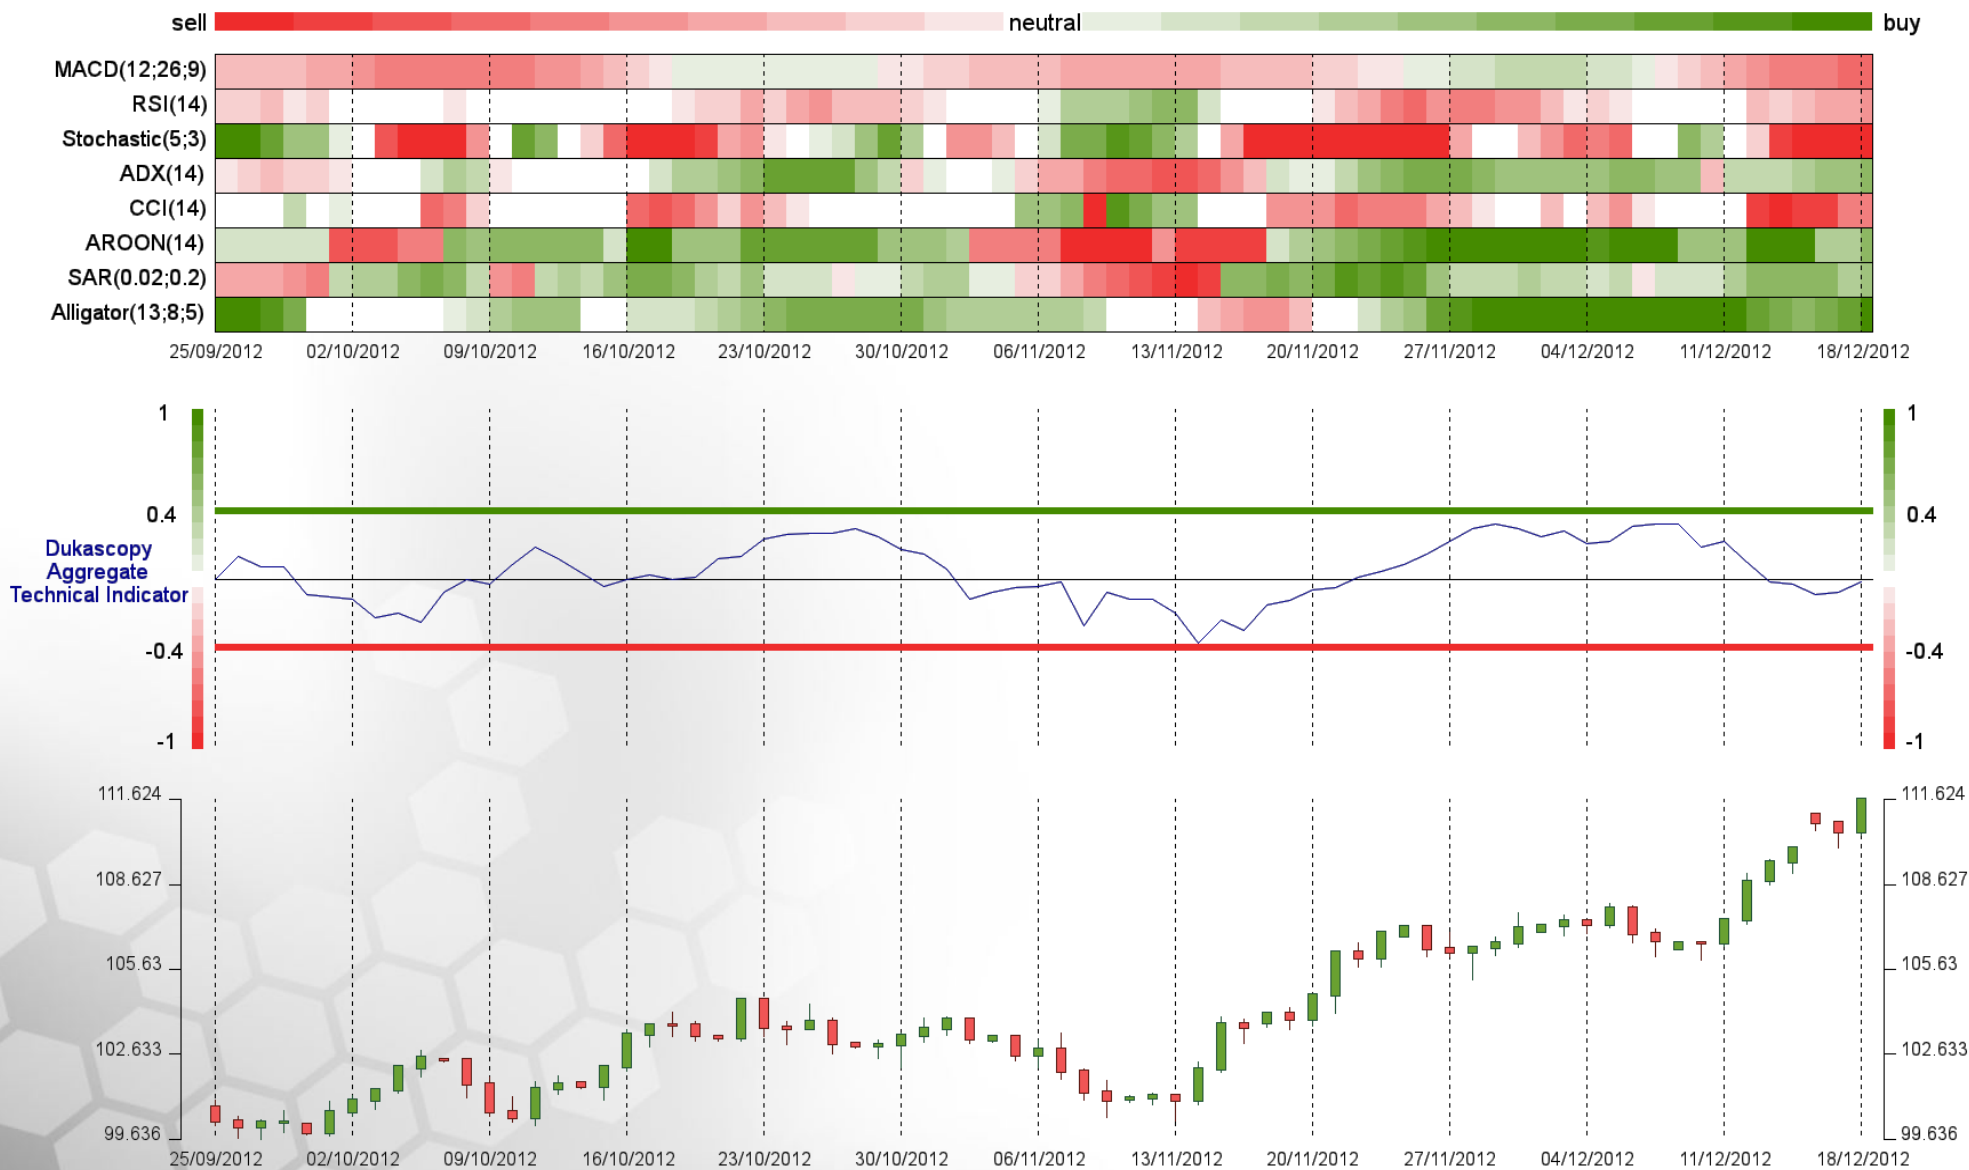 sell neutral buy
MACD(12;26;9)
RSI(14)
Stochastic(5;3)
ADX(14)
CCI(14)
AROON(14)
SAR(0.02;0.2)
Alligator(13;8;5)
25/09/2012 02/10/2012 09/10/2012 16/10/2012 23/10/2012 30/10/2012 06/11/2012 13/11/2012 20/11/2012 27/11/2012 04/12/2012 11/12/2012 18/12/2012
1 1
0.4 0.4
Dukascopy
Aggregate
Technical Indicator
-0.4 -0.4
-1 -1
111.624 111.624
108.627 108.627
105.63 105.63
102.633 102.633
99.636 99.636
25/09/2012 02/10/2012 09/10/2012 16/10/2012 23/10/2012 30/10/2012 06/11/2012 13/11/2012 20/11/2012 27/11/2012 04/12/2012 11/12/2012 18/12/2012